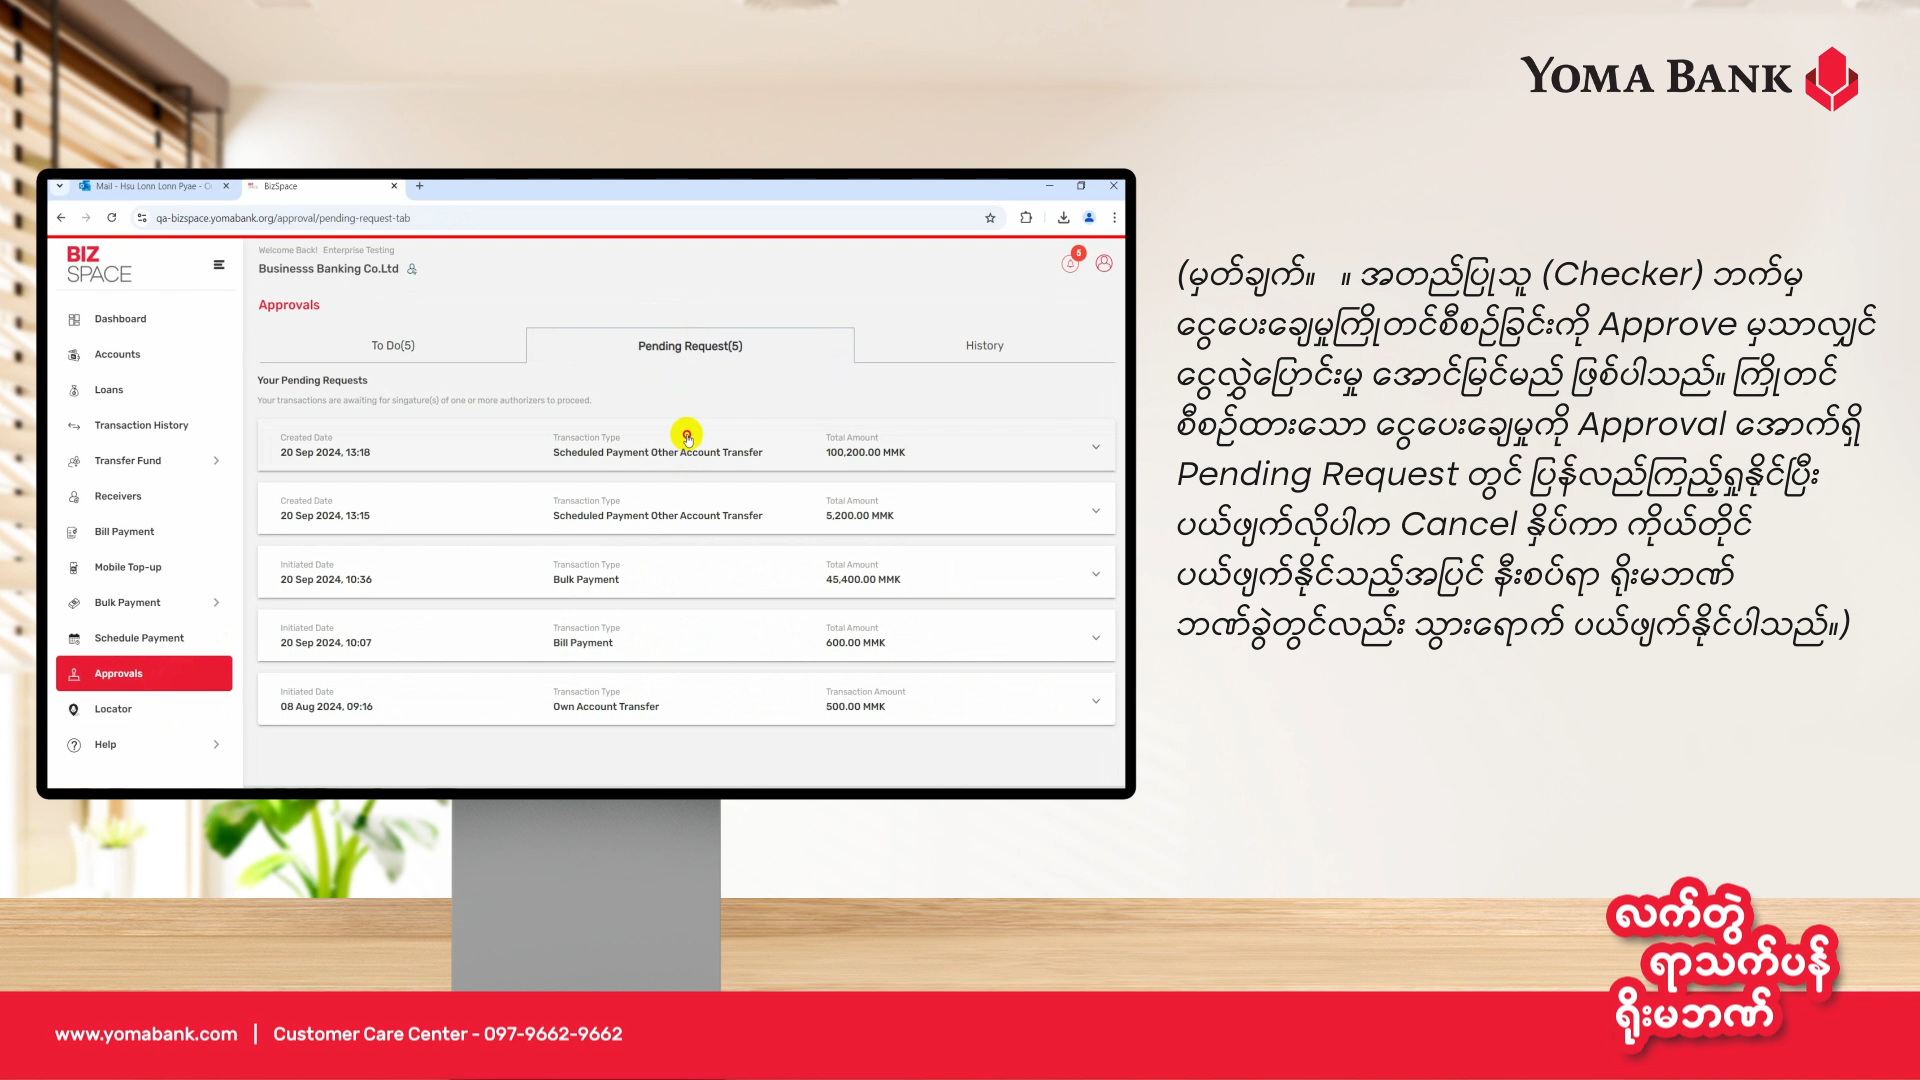 YOMA BANK
Mail - Hsu Lonn Lonn Pyae - O
BizSpace
qa-bizspace.yomabank.org/approval/pending-request-tab
BIZ
SPACE
Welcome Back! Enterprise Testing
Businesss Banking Co.Ltd
5
Dashboard
Accounts
Loans
Transaction History
Transfer Fund
Receivers
Bill Payment
Mobile Top-up
Bulk Payment
Schedule Payment
Approvals
Locator
Help
Approvals
To Do(5)
Pending Request(5)
History
Your Pending Requests
Your transactions are awaiting for singature(s) of one or more authorizers to proceed.
Created Date Transaction Type Total Amount
20 Sep 2024, 13:18 Scheduled Payment Other Account Transfer 100,200.00 MMK
Created Date Transaction Type Total Amount
20 Sep 2024, 13:15 Scheduled Payment Other Account Transfer 5,200.00 MMK
Initiated Date Transaction Type Total Amount
20 Sep 2024, 10:36 Bulk Payment 45,400.00 MMK
Initiated Date Transaction Type Total Amount
20 Sep 2024, 10:07 Bill Payment 600.00 MMK
Initiated Date Transaction Type Transaction Amount
08 Aug 2024, 09:16 Own Account Transfer 500.00 MMK
(မှတ်ချက်။ ။ အတည်ပြုသူ (Checker) ဘက်မှ
ငွေပေးချေမှုကြိုတင်စီစဉ်ခြင်းကို Approve မှသာလျှင်
ငွေလွှဲပြောင်းမှု အောင်မြင်မည် ဖြစ်ပါသည်။ ကြိုတင်
စီစဉ်ထားသော ငွေပေးချေမှုကို Approval အောက်ရှိ
Pending Request တွင် ပြန်လည်ကြည့်ရှုနိုင်ပြီး
ပယ်ဖျက်လိုပါက Cancel နှိပ်ကာ ကိုယ်တိုင်
ပယ်ဖျက်နိုင်သည့်အပြင် နီးစပ်ရာ ရိုးမဘဏ်
ဘဏ်ခွဲတွင်လည်း သွားရောက် ပယ်ဖျက်နိုင်ပါသည်။)
လက်တွဲ
ရာသက်ပန်
ရိုးမဘဏ်
www.yomabank.com | Customer Care Center - 097-9662-9662